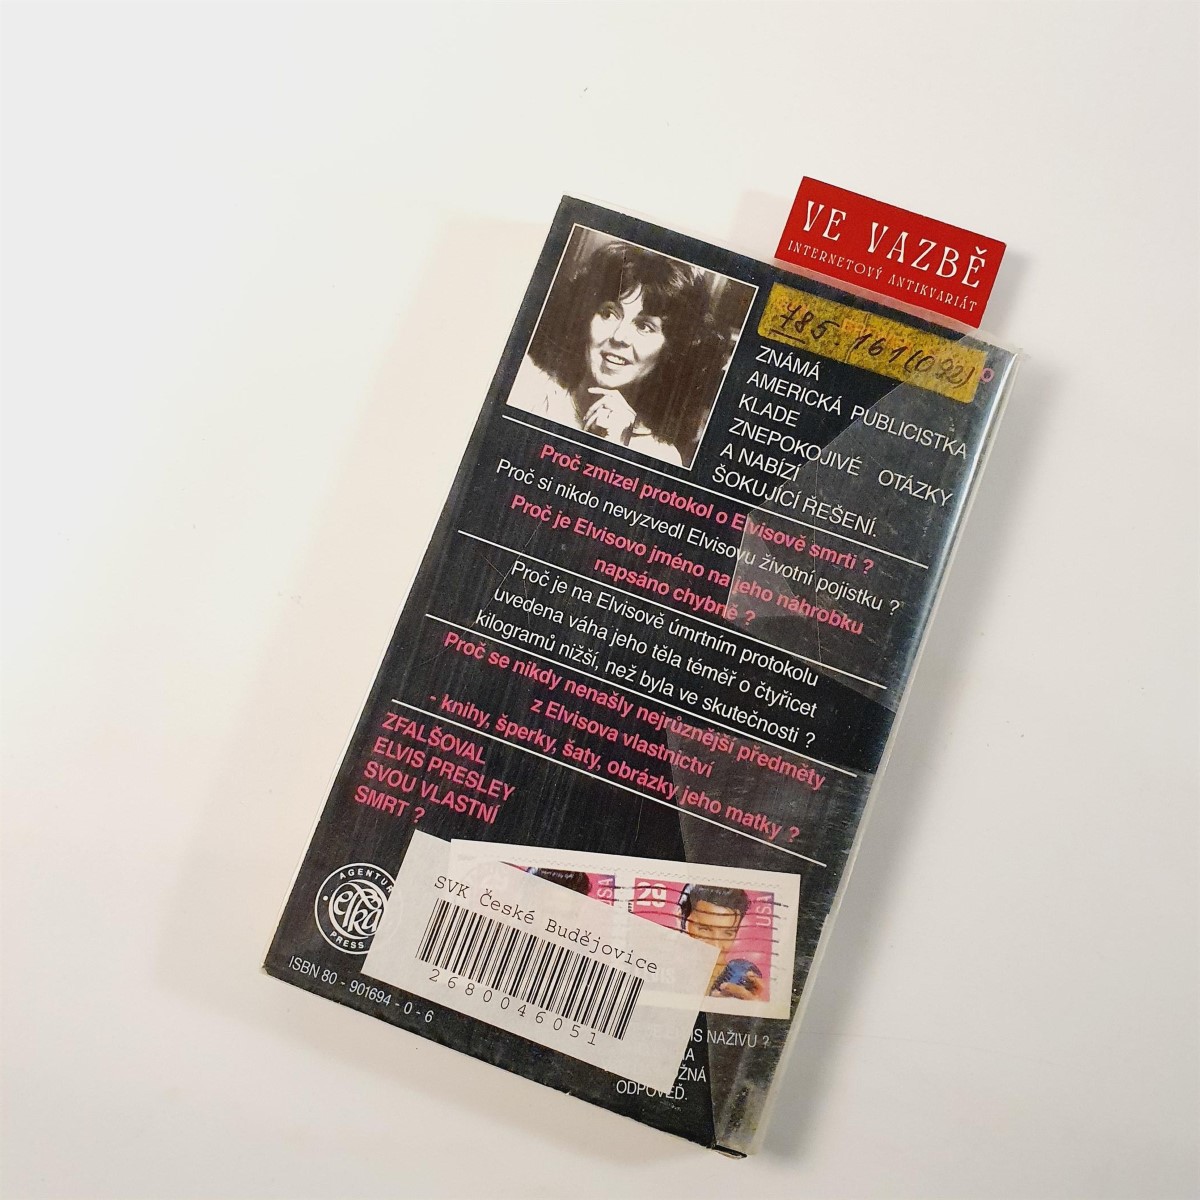 VE VAZBĚ
INTERNETOVÝ ANTIKVARIÁT
785 161(092)
ZNÁMÁ
AMERICKÁ PUBLICISTKA
KLADE
ZNEPOKOJIVÉ OTÁZKY
A NABÍZÍ
ŠOKUJÍCÍ ŘEŠENÍ.
Proč zmizel protokol o Elvisově smrti ?
Proč si nikdo nevyzvedl Elvisovu životní pojistku ?
Proč je Elvisovo jméno na jeho náhrobku
napsáno chybně ?
Proč je na Elvisově úmrtním protokolu
uvedena váha jeho těla téměř o čtyřicet
kilogramů nižší, než byla ve skutečnosti ?
Proč se nikdy nenašly nejrůznější předměty
z Elvisova vlastnictví
- knihy, šperky, šaty, obrázky jeho matky ?
ZFALŠOVAL
ELVIS PRESLEY
SVOU VLASTNÍ
SMRT ?
AGENTURA
elka
PRESS
ISBN 80 - 901694 - 0 - 6
SVK České Budějovice
2680046051
USA
29
USA
NAŽIVU ?
ODPOVĚĎ.